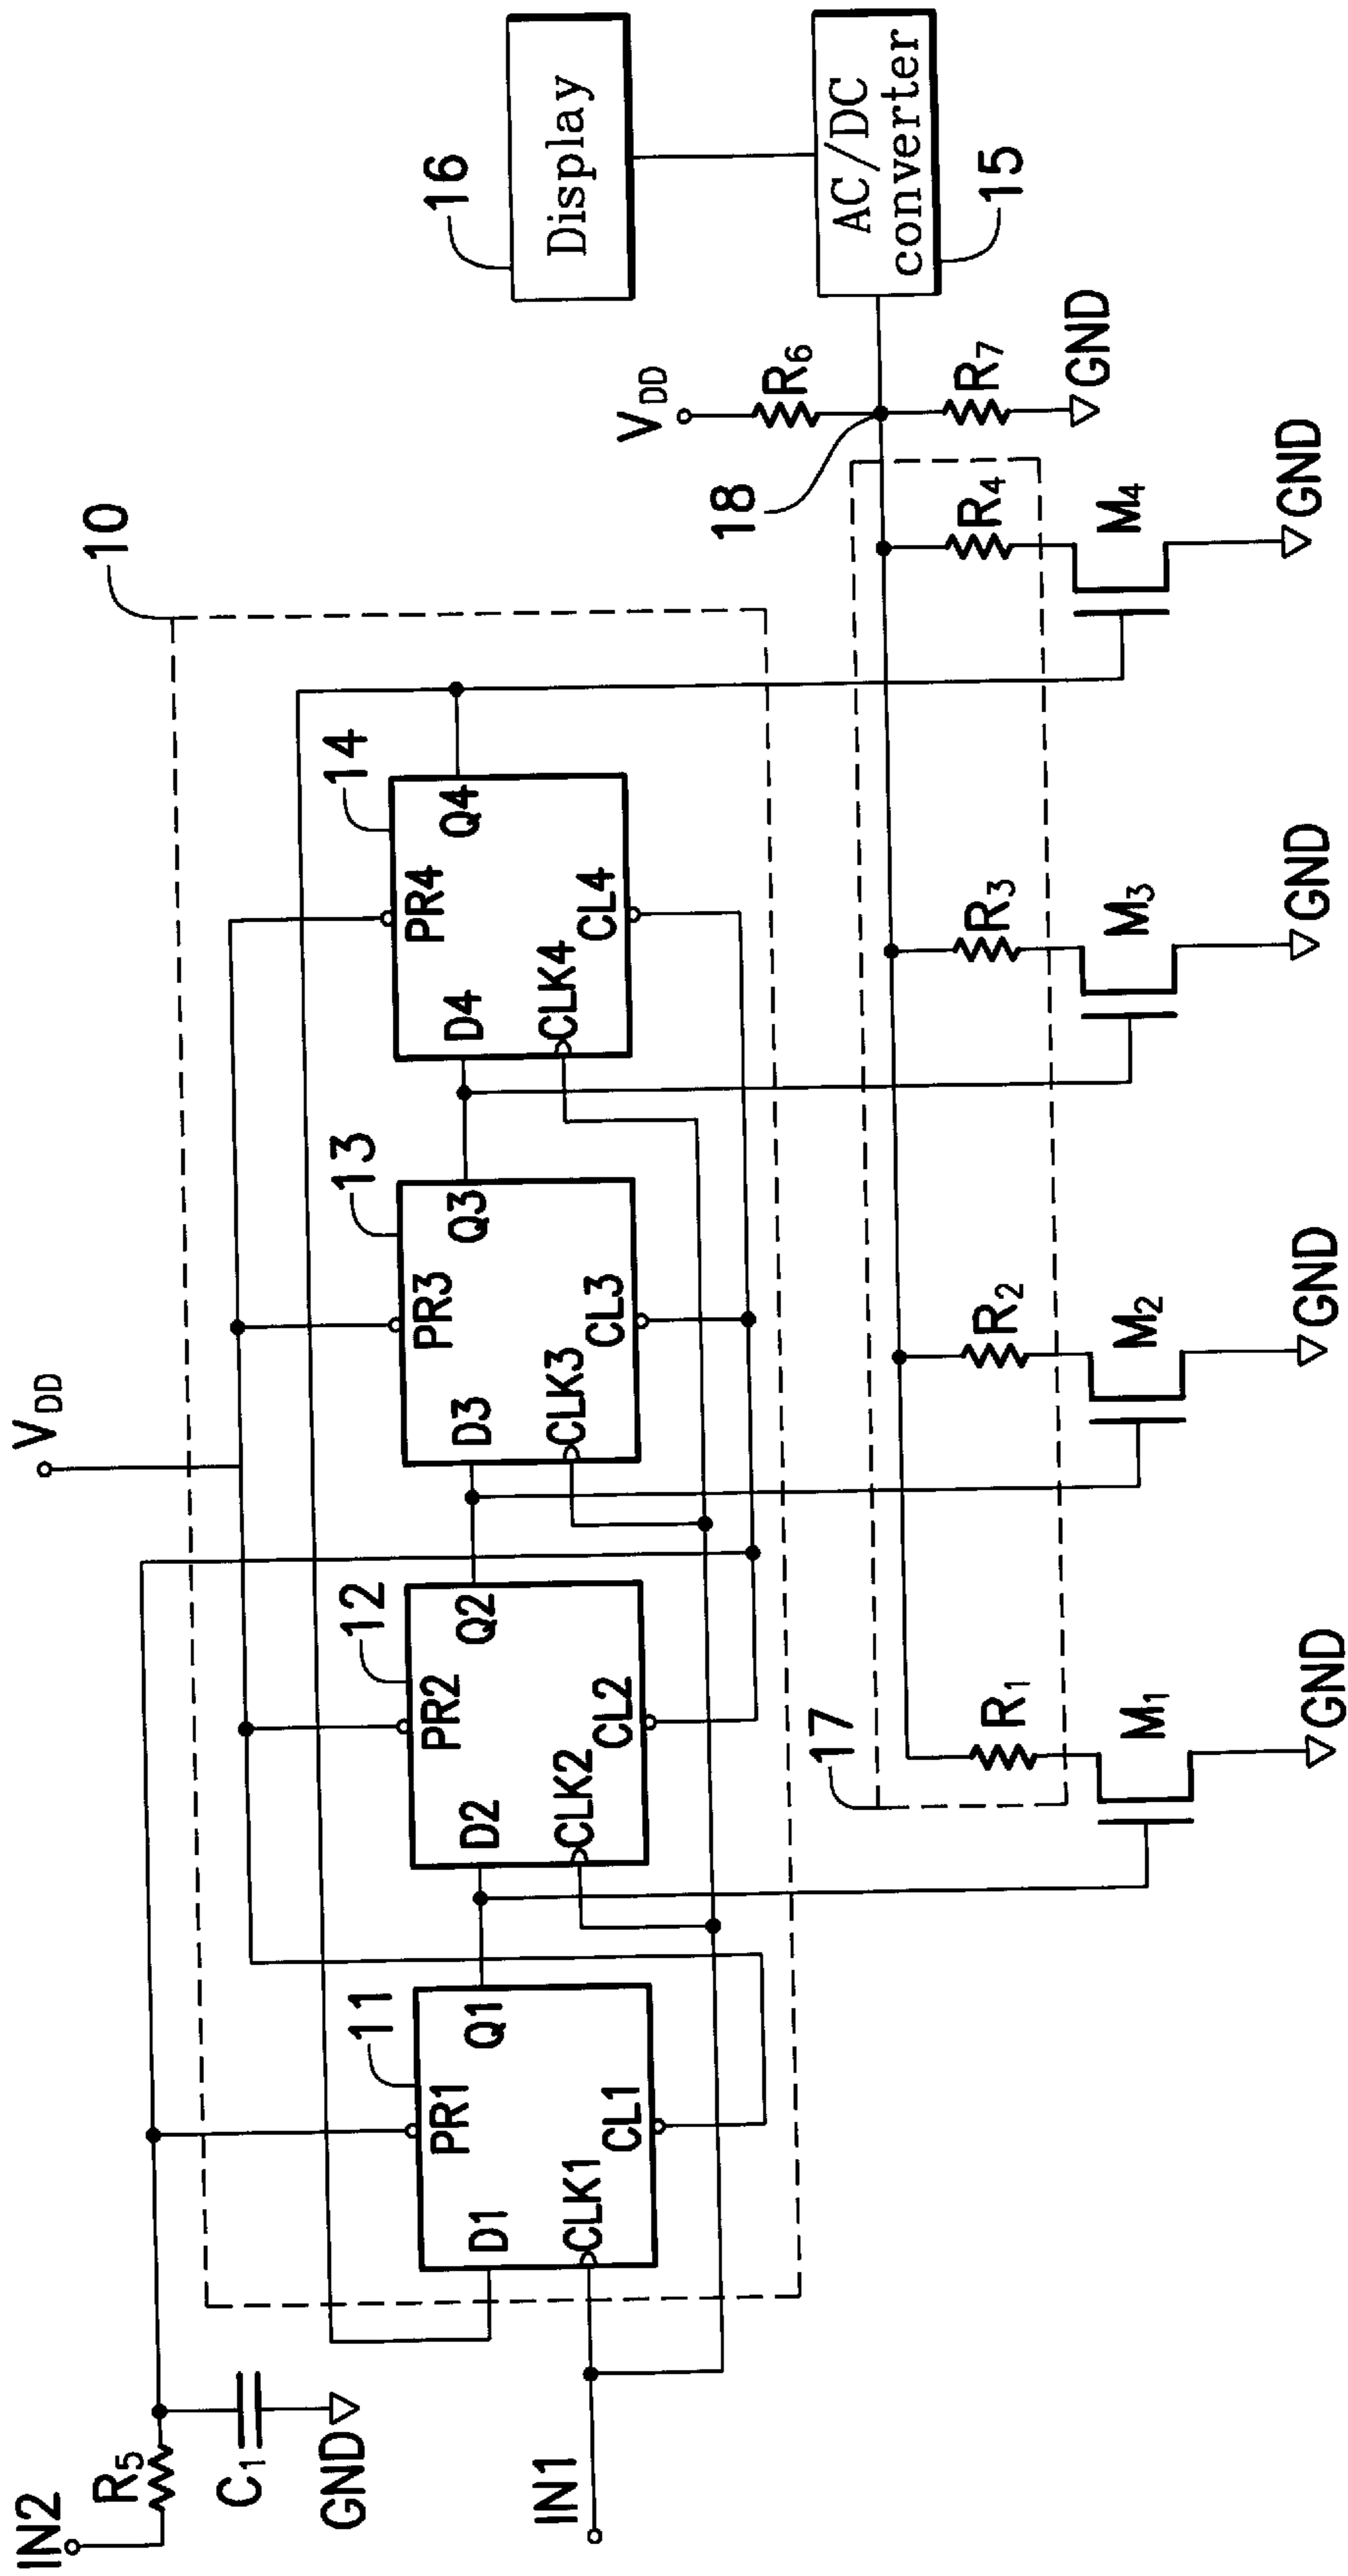 IN2
R5
C1
GND
IN1
VDD
10
11
PR1
D1
Q1
CLK1
CL1
12
PR2
D2
Q2
CLK2
CL2
13
PR3
D3
Q3
CLK3
CL3
14
PR4
D4
Q4
CLK4
CL4
17
R1
M1
GND
R2
M2
GND
R3
M3
GND
R4
M4
GND
18
VDD
R6
R7
GND
16
Display
AC/DC
converter
15